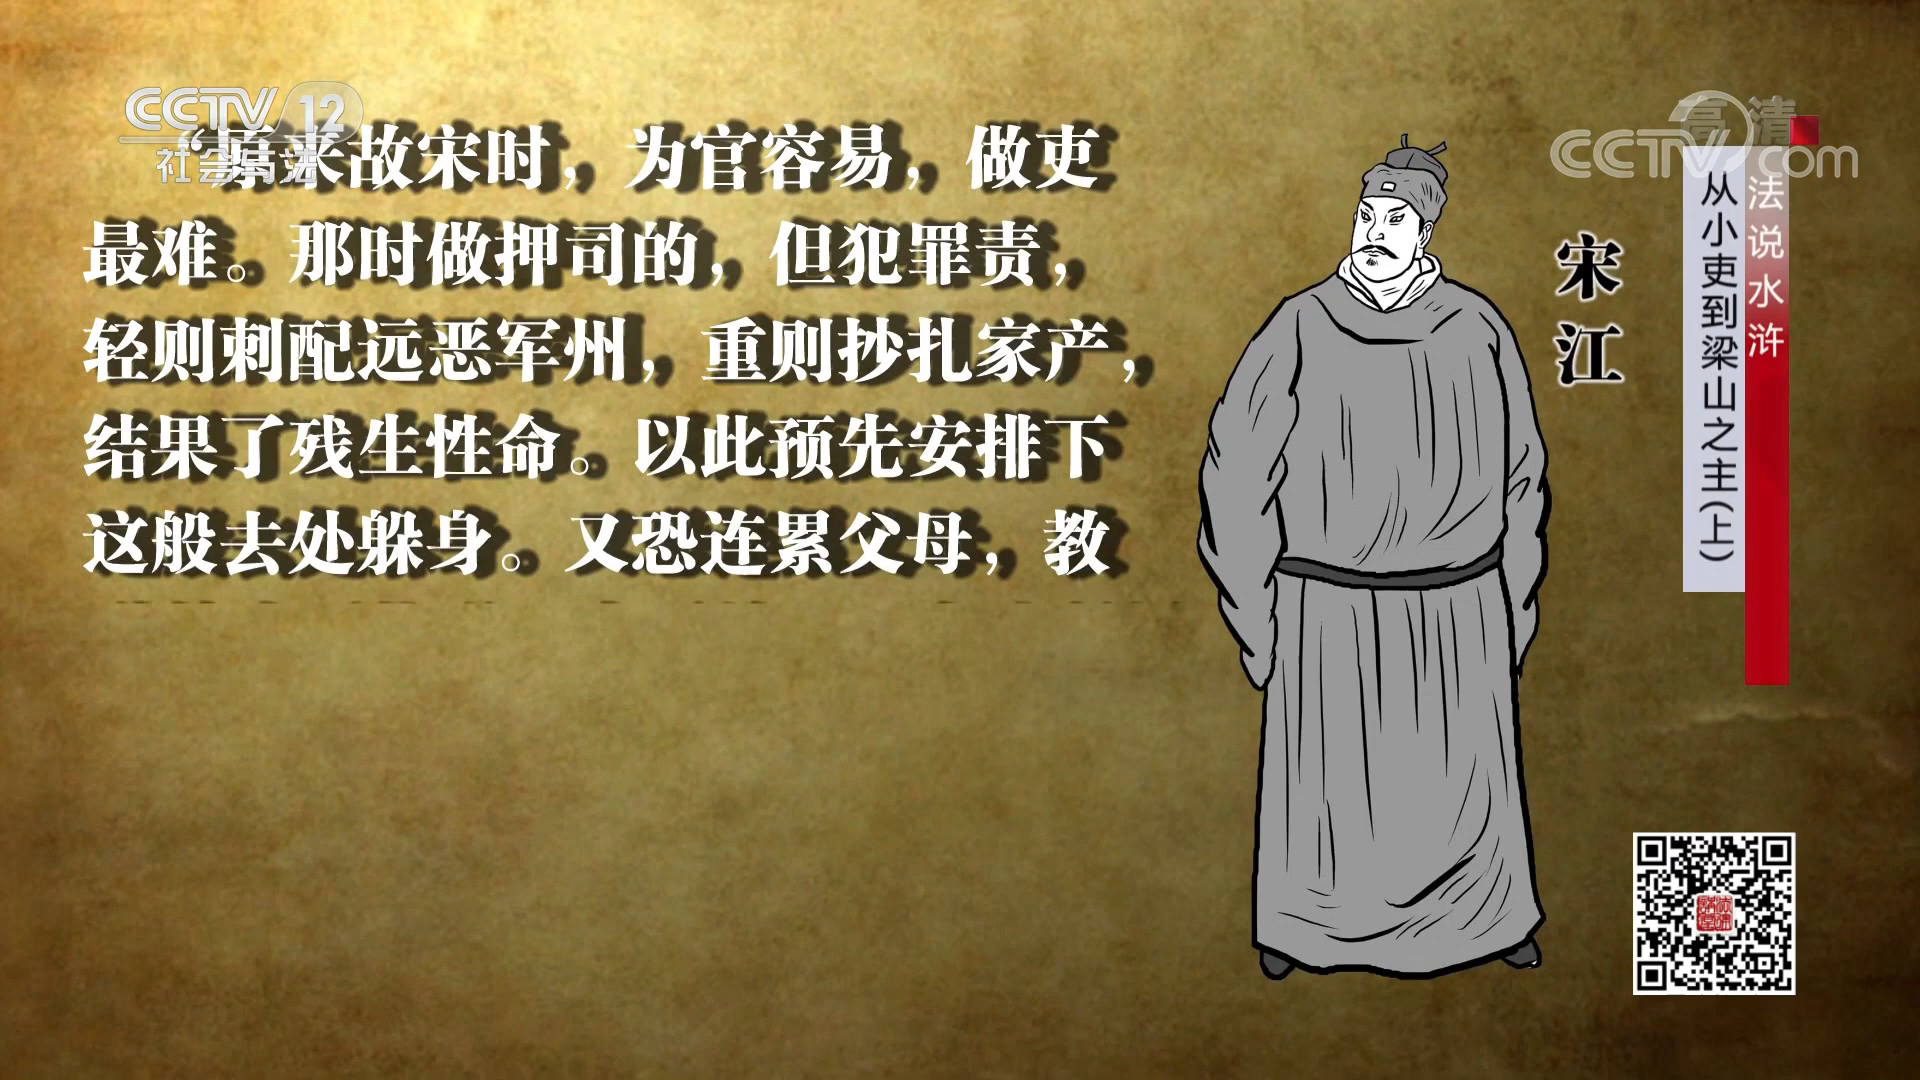 CCTV 12
社会与法
“原来故宋时，为官容易，做吏
最难。那时做押司的，但犯罪责，
轻则刺配远恶军州，重则抄扎家产，
结果了残生性命。以此预先安排下
这般去处躲身。又恐连累父母，教
宋江
高清
CCTV.com
法说水浒
从小吏到梁山之主(上)